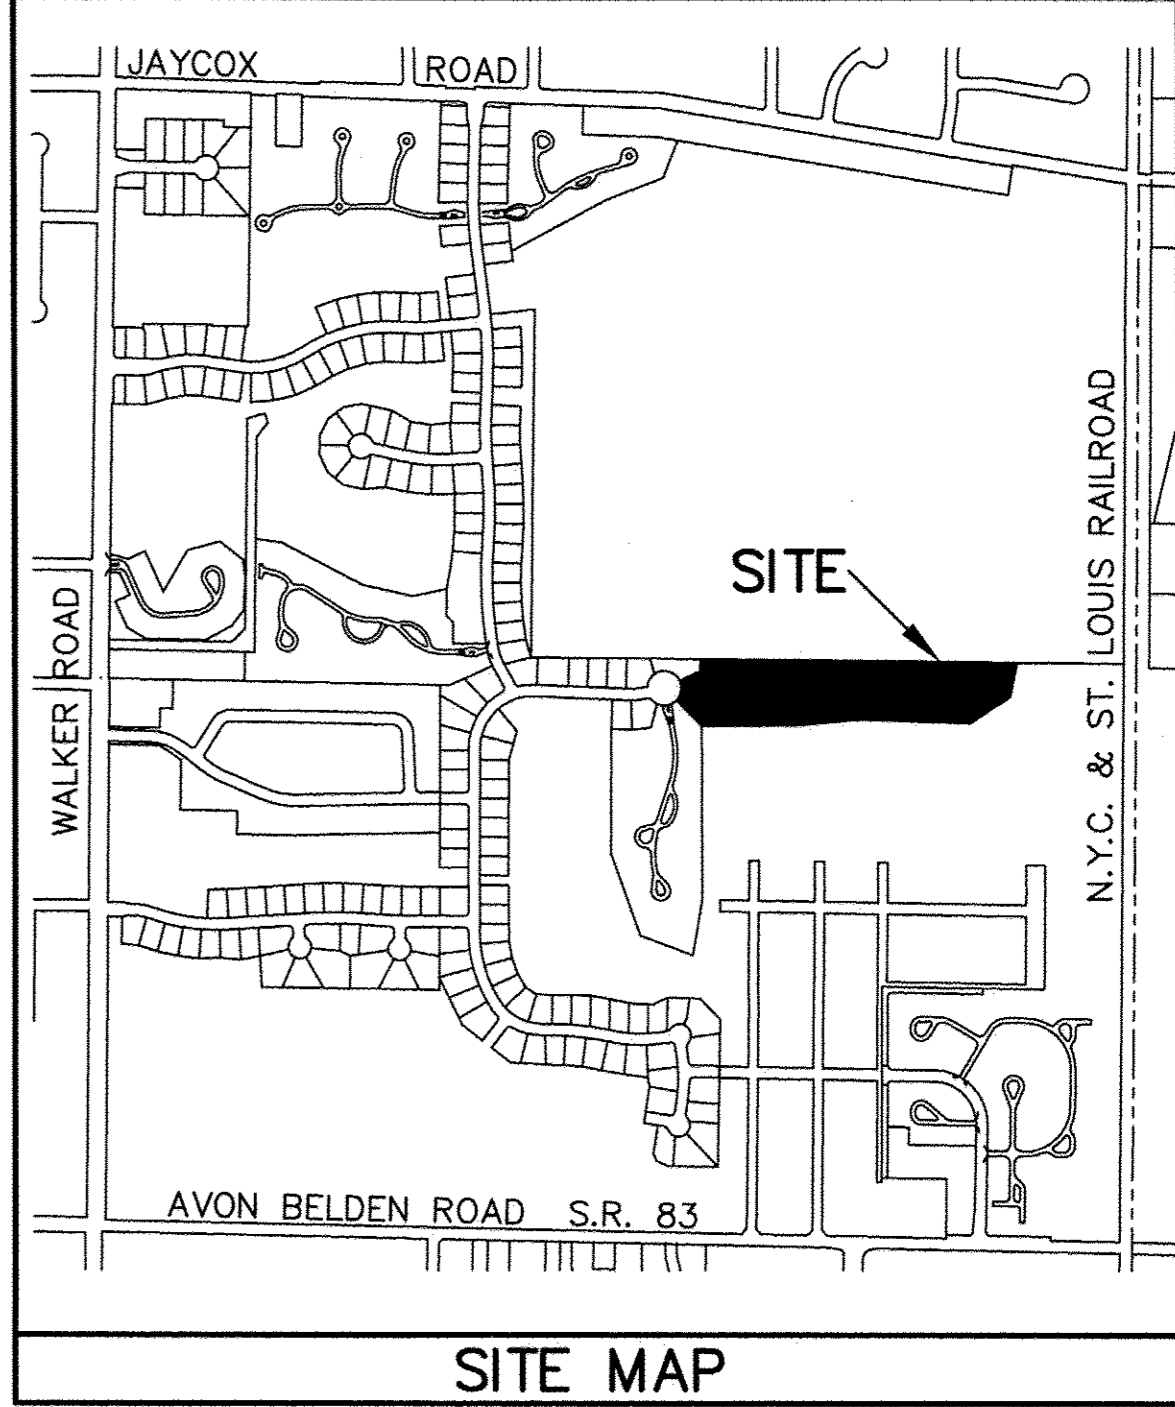 JAYCOX ROAD
SITE
WALKER ROAD
N.Y.C. & ST. LOUIS RAILROAD
AVON BELDEN ROAD S.R. 83
SITE MAP